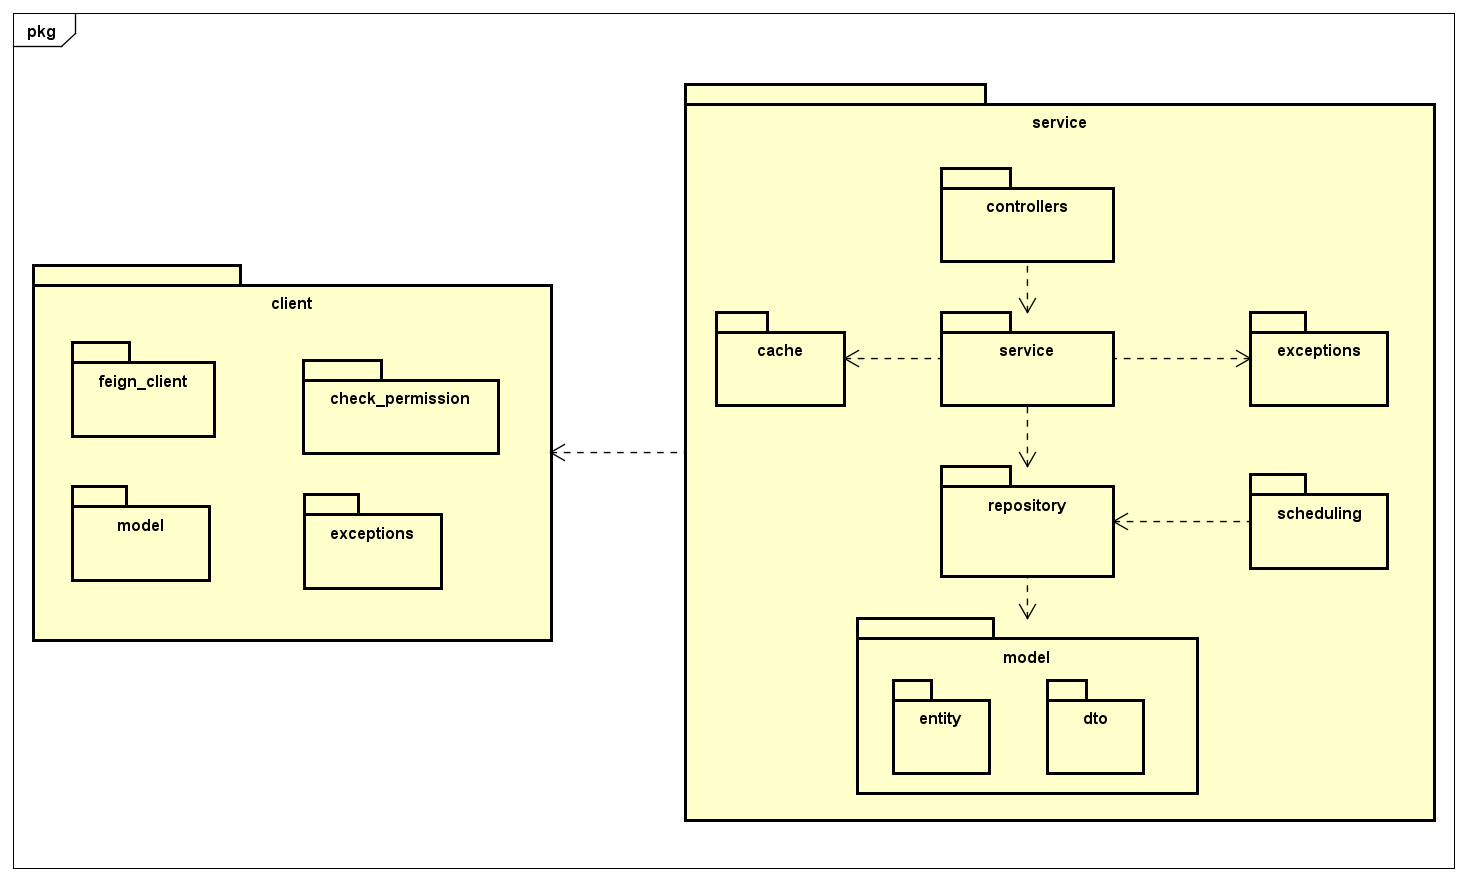 pkg
service
controllers
client
cache
service
exceptions
feign_client
check_permission
model
exceptions
repository
scheduling
model
entity
dto